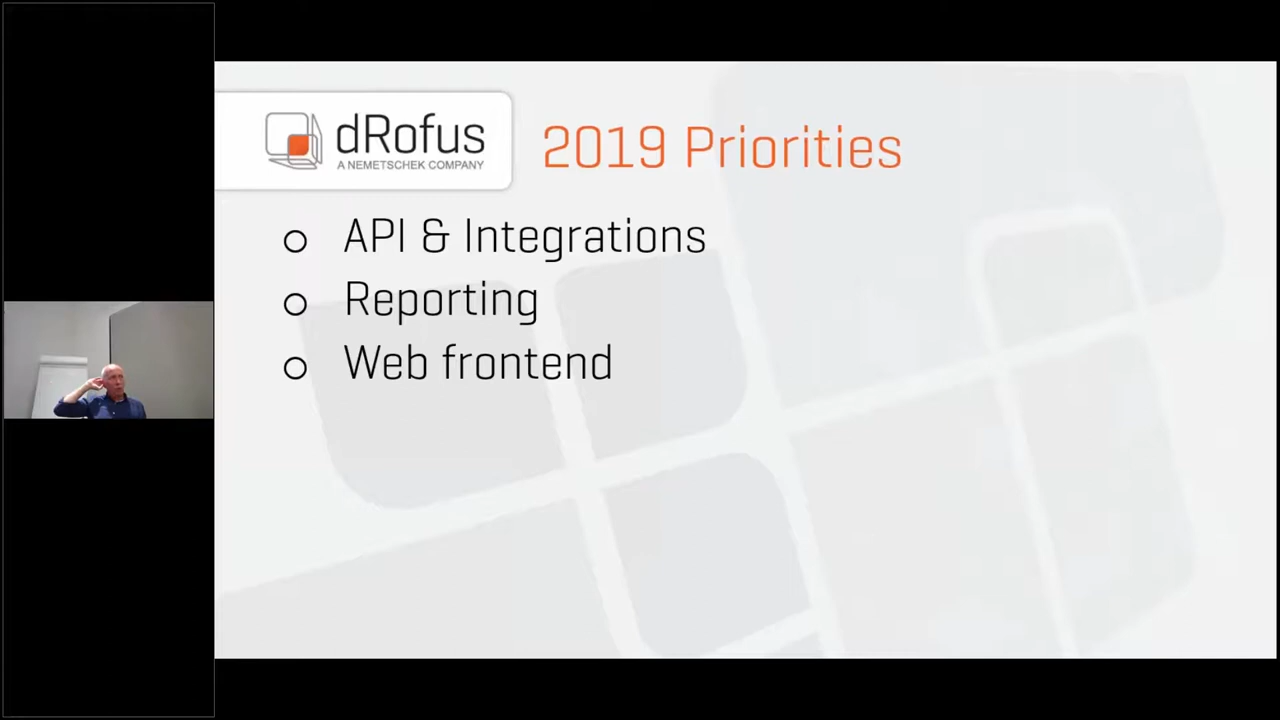 dRofus
A NEMETSCHEK COMPANY
2019 Priorities
API & Integrations
Reporting
Web frontend